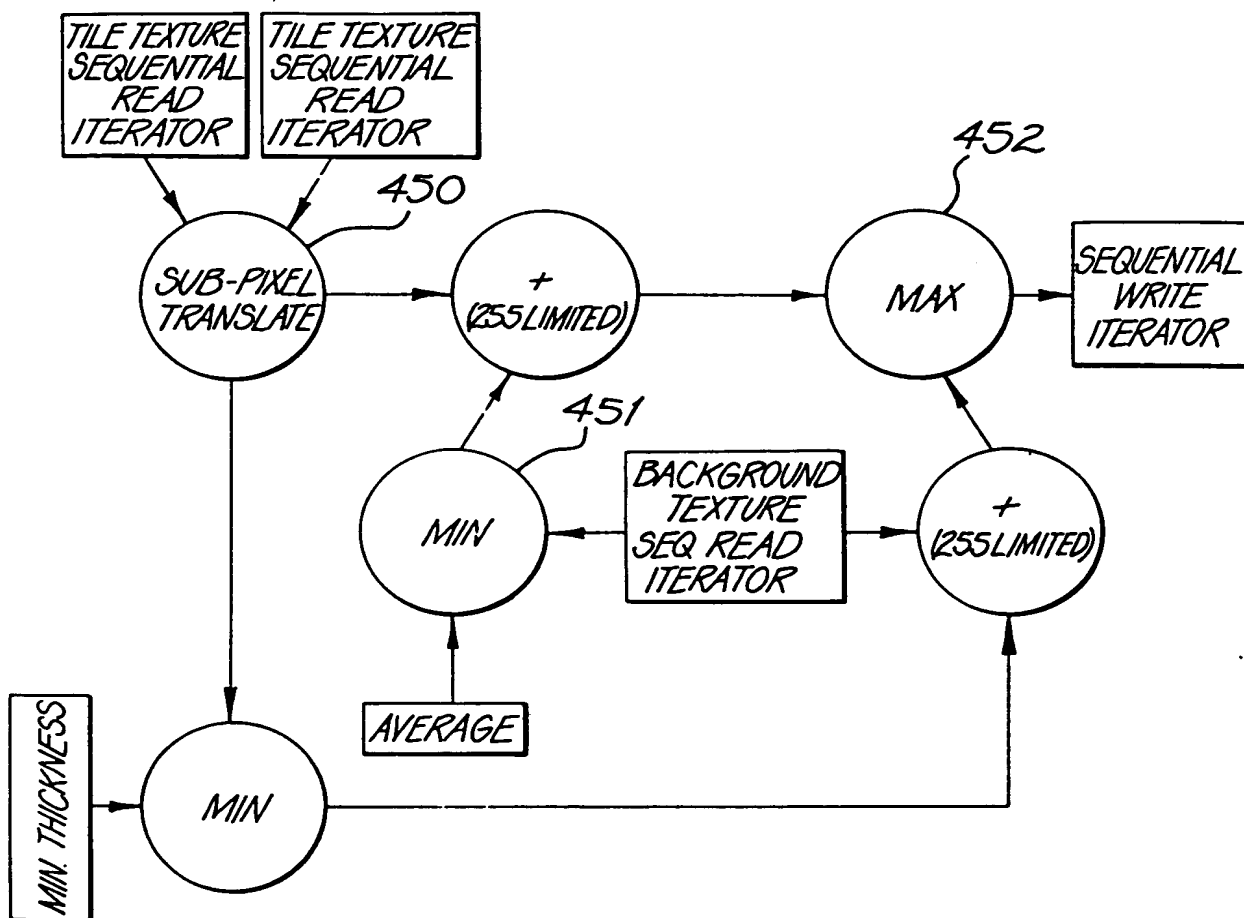 TILE TEXTURE
SEQUENTIAL
READ
ITERATOR
TILE TEXTURE
SEQUENTIAL
READ
ITERATOR
450
452
SUB-PIXEL
TRANSLATE
+
(255 LIMITED)
MAX
SEQUENTIAL
WRITE
ITERATOR
451
MIN
BACKGROUND
TEXTURE
SEQ READ
ITERATOR
+
(255 LIMITED)
AVERAGE
MIN. THICKNESS
MIN